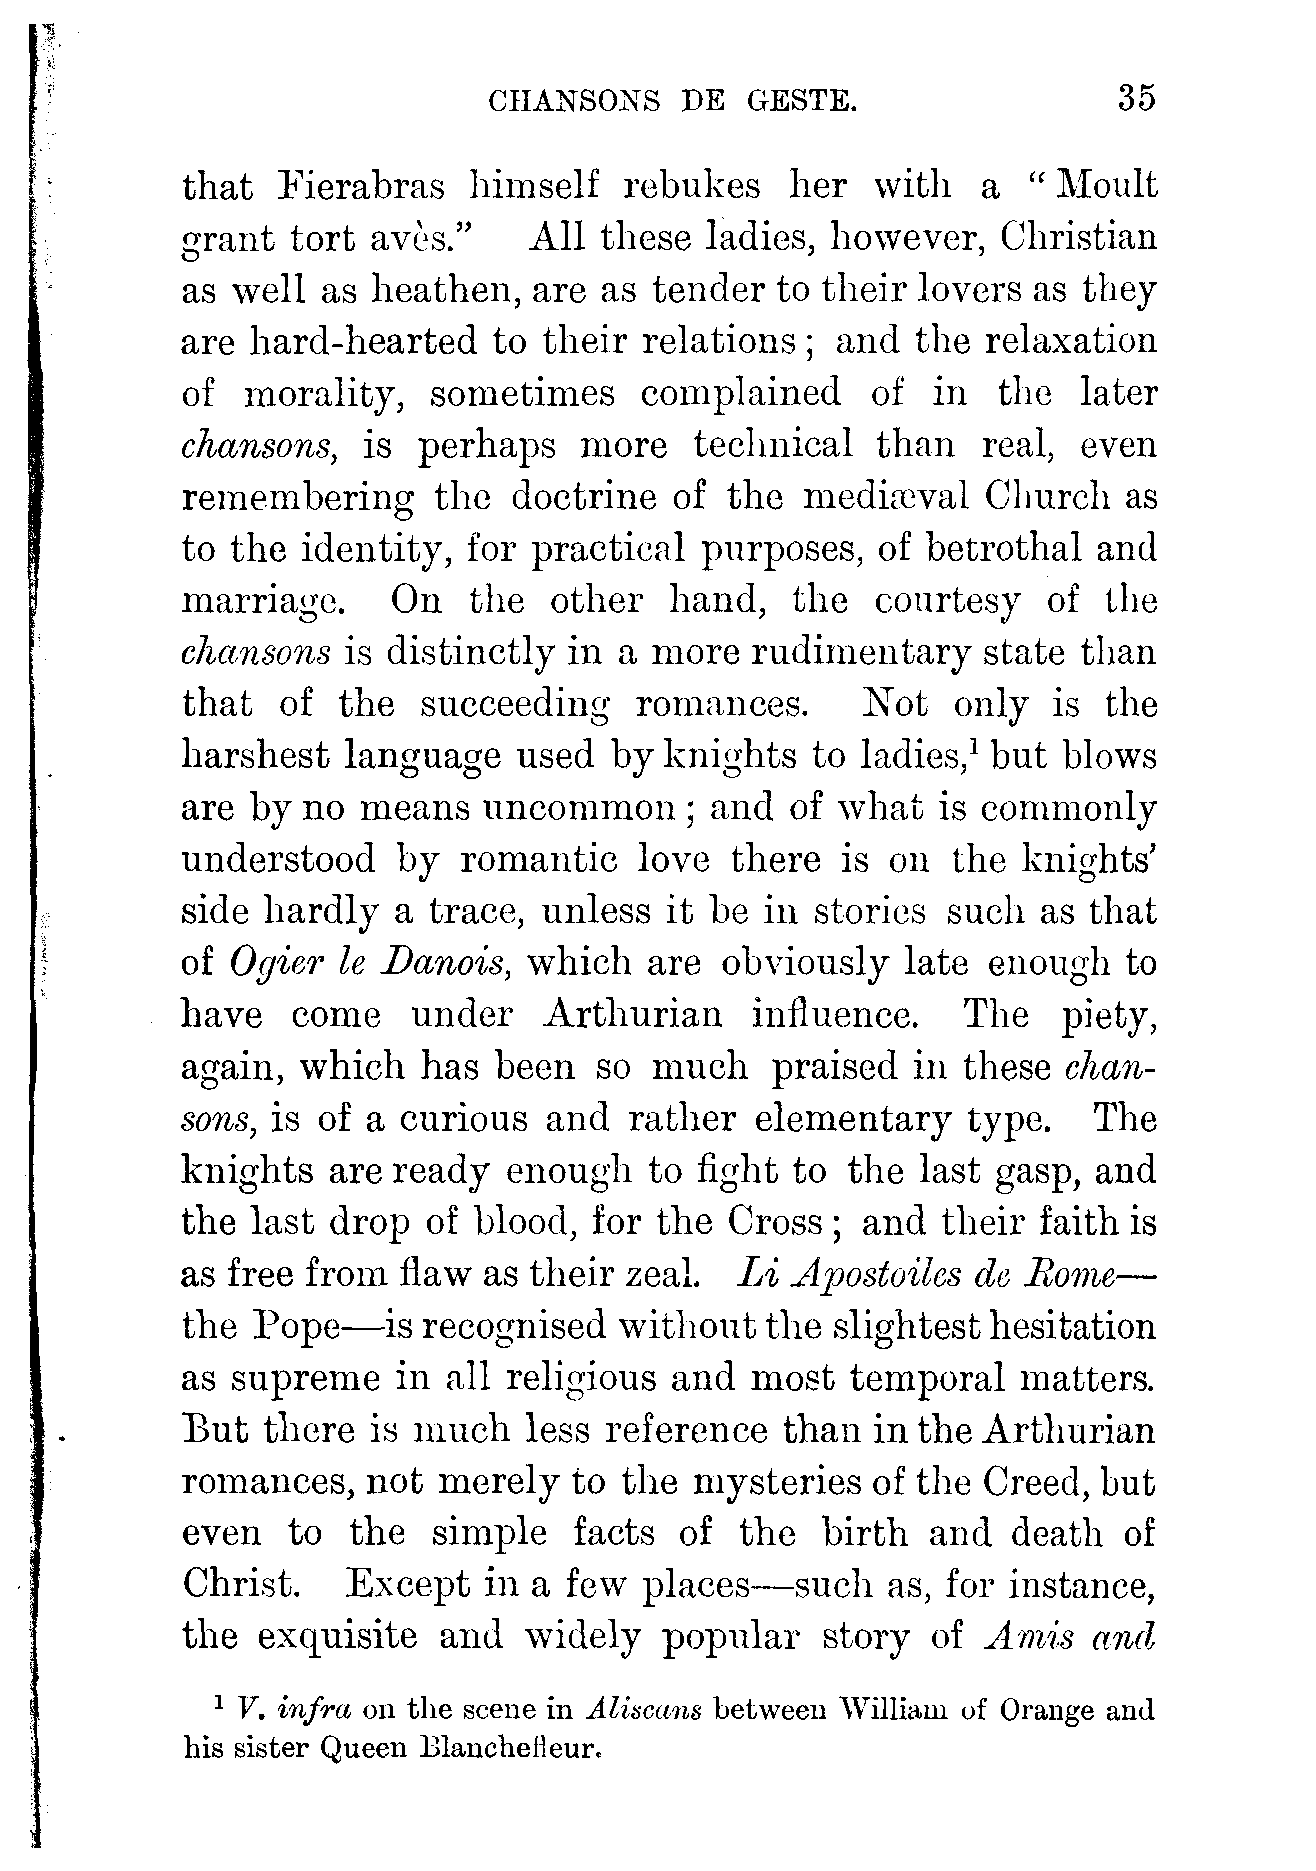 CHANSONS DE GESTE. 35
that Fierabras himself rebukes her with a “Moult
grant tort avès.” All these ladies, however, Christian
as well as heathen, are as tender to their lovers as they
are hard-hearted to their relations; and the relaxation
of morality, sometimes complained of in the later
chansons, is perhaps more technical than real, even
remembering the doctrine of the mediæval Church as
to the identity, for practical purposes, of betrothal and
marriage. On the other hand, the courtesy of the
chansons is distinctly in a more rudimentary state than
that of the succeeding romances. Not only is the
harshest language used by knights to ladies,¹ but blows
are by no means uncommon; and of what is commonly
understood by romantic love there is on the knights’
side hardly a trace, unless it be in stories such as that
of Ogier le Danois, which are obviously late enough to
have come under Arthurian influence. The piety,
again, which has been so much praised in these chan-
sons, is of a curious and rather elementary type. The
knights are ready enough to fight to the last gasp, and
the last drop of blood, for the Cross; and their faith is
as free from flaw as their zeal. Li Apostoiles de Rome—
the Pope—is recognised without the slightest hesitation
as supreme in all religious and most temporal matters.
But there is much less reference than in the Arthurian
romances, not merely to the mysteries of the Creed, but
even to the simple facts of the birth and death of
Christ. Except in a few places—such as, for instance,
the exquisite and widely popular story of Amis and
¹ V. infra on the scene in Aliscans between William of Orange and
his sister Queen Blanchefleur.